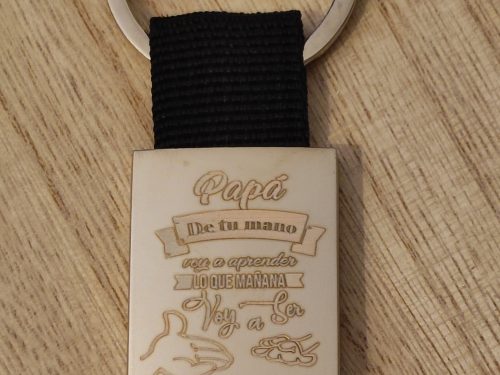 Papá
De tu mano
voy a aprender
LO QUE MAÑANA
Voy a Ser